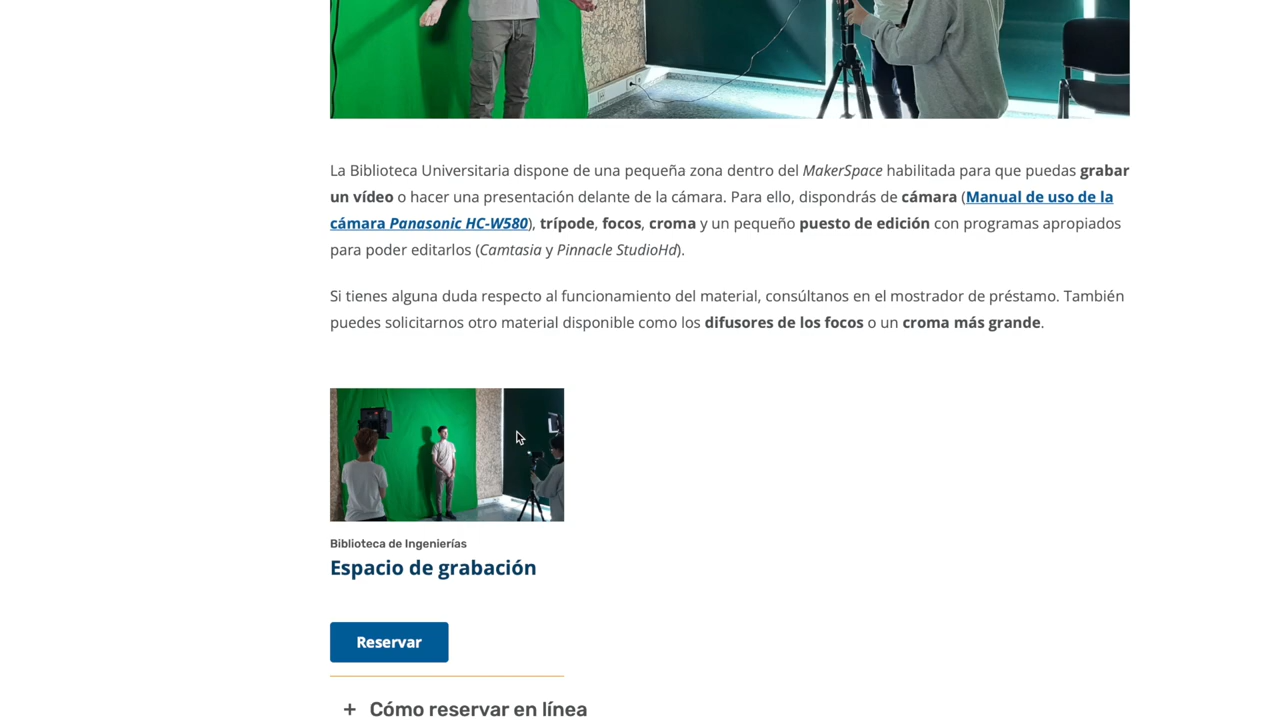 La Biblioteca Universitaria dispone de una pequeña zona dentro del MakerSpace habilitada para que puedas grabar
un vídeo o hacer una presentación delante de la cámara. Para ello, dispondrás de cámara (Manual de uso de la
cámara Panasonic HC-W580), trípode, focos, croma y un pequeño puesto de edición con programas apropiados
para poder editarlos (Camtasia y Pinnacle StudioHd).
Si tienes alguna duda respecto al funcionamiento del material, consúltanos en el mostrador de préstamo. También
puedes solicitarnos otro material disponible como los difusores de los focos o un croma más grande.
Biblioteca de Ingenierías
Espacio de grabación
Reservar
+ Cómo reservar en línea